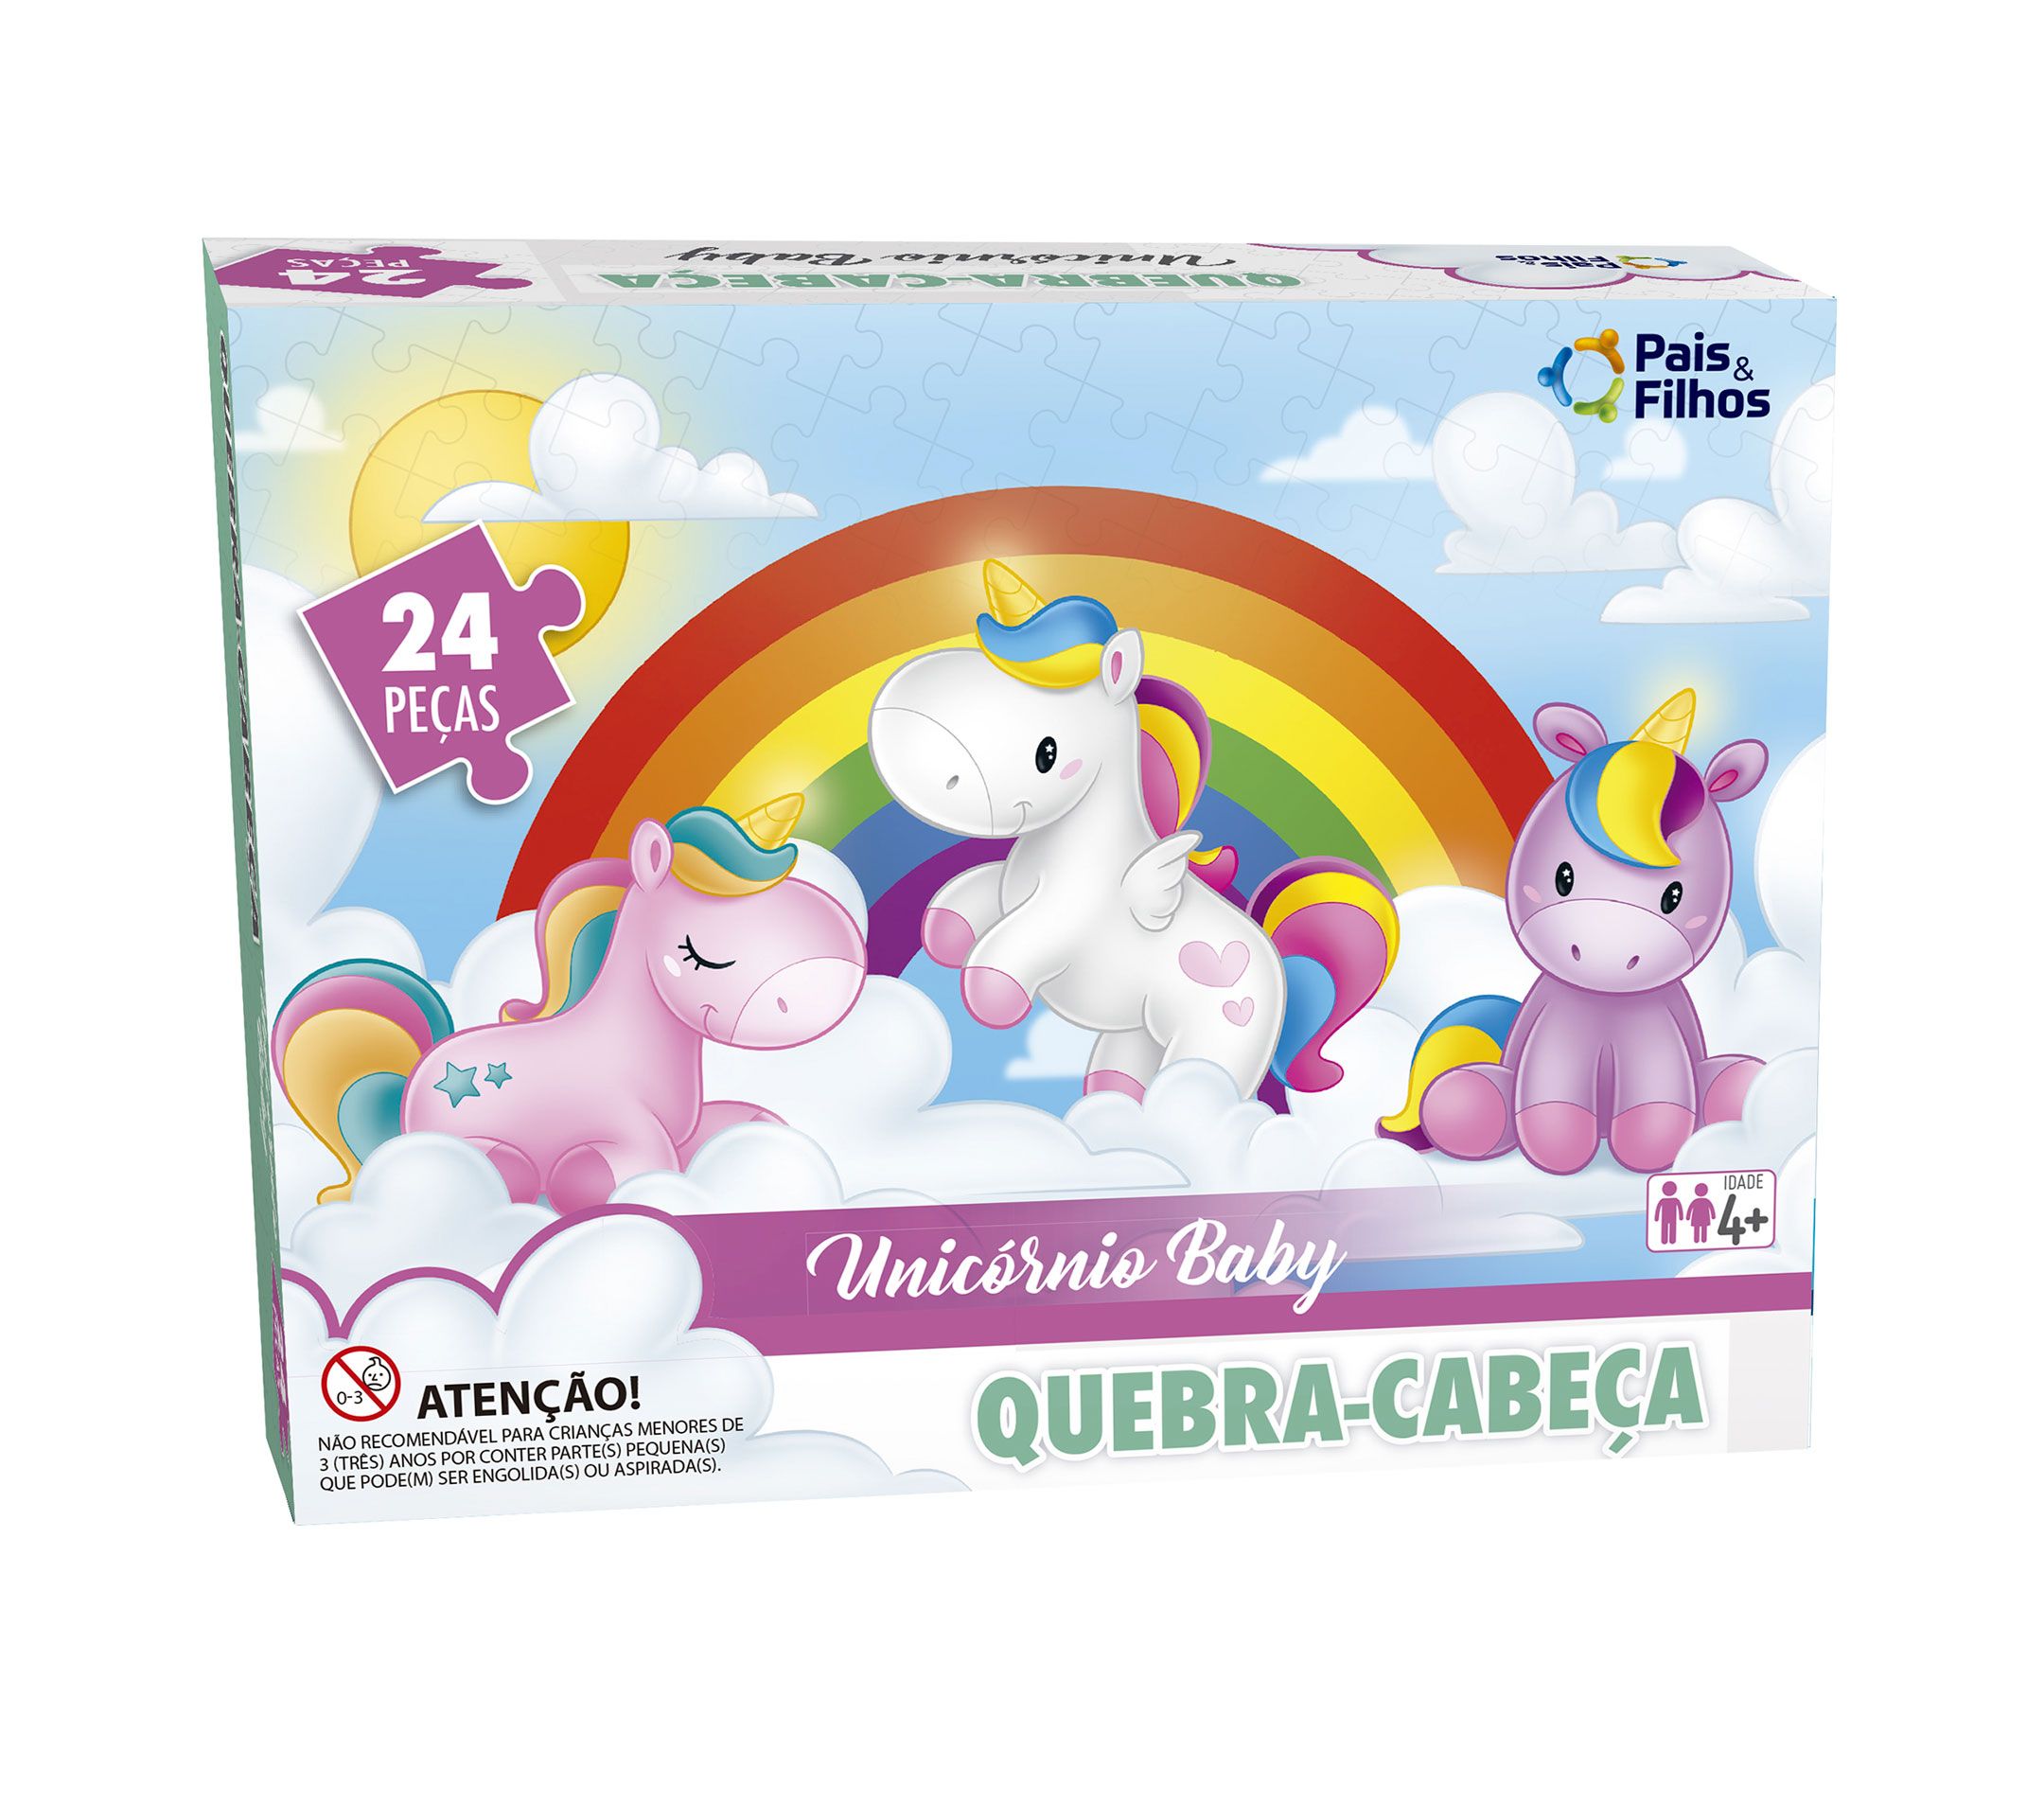 24
PEÇAS
Unicórnio Baby
QUEBRA-CABEÇA
Pais &
Filhos
Pais &
Filhos
24
PEÇAS
IDADE
4+
Unicórnio Baby
QUEBRA-CABEÇA
0-3
ATENÇÃO!
NÃO RECOMENDÁVEL PARA CRIANÇAS MENORES DE
3 (TRÊS) ANOS POR CONTER PARTE(S) PEQUENA(S)
QUE PODE(M) SER ENGOLIDA(S) OU ASPIRADA(S).
QUEBRA-CABEÇA